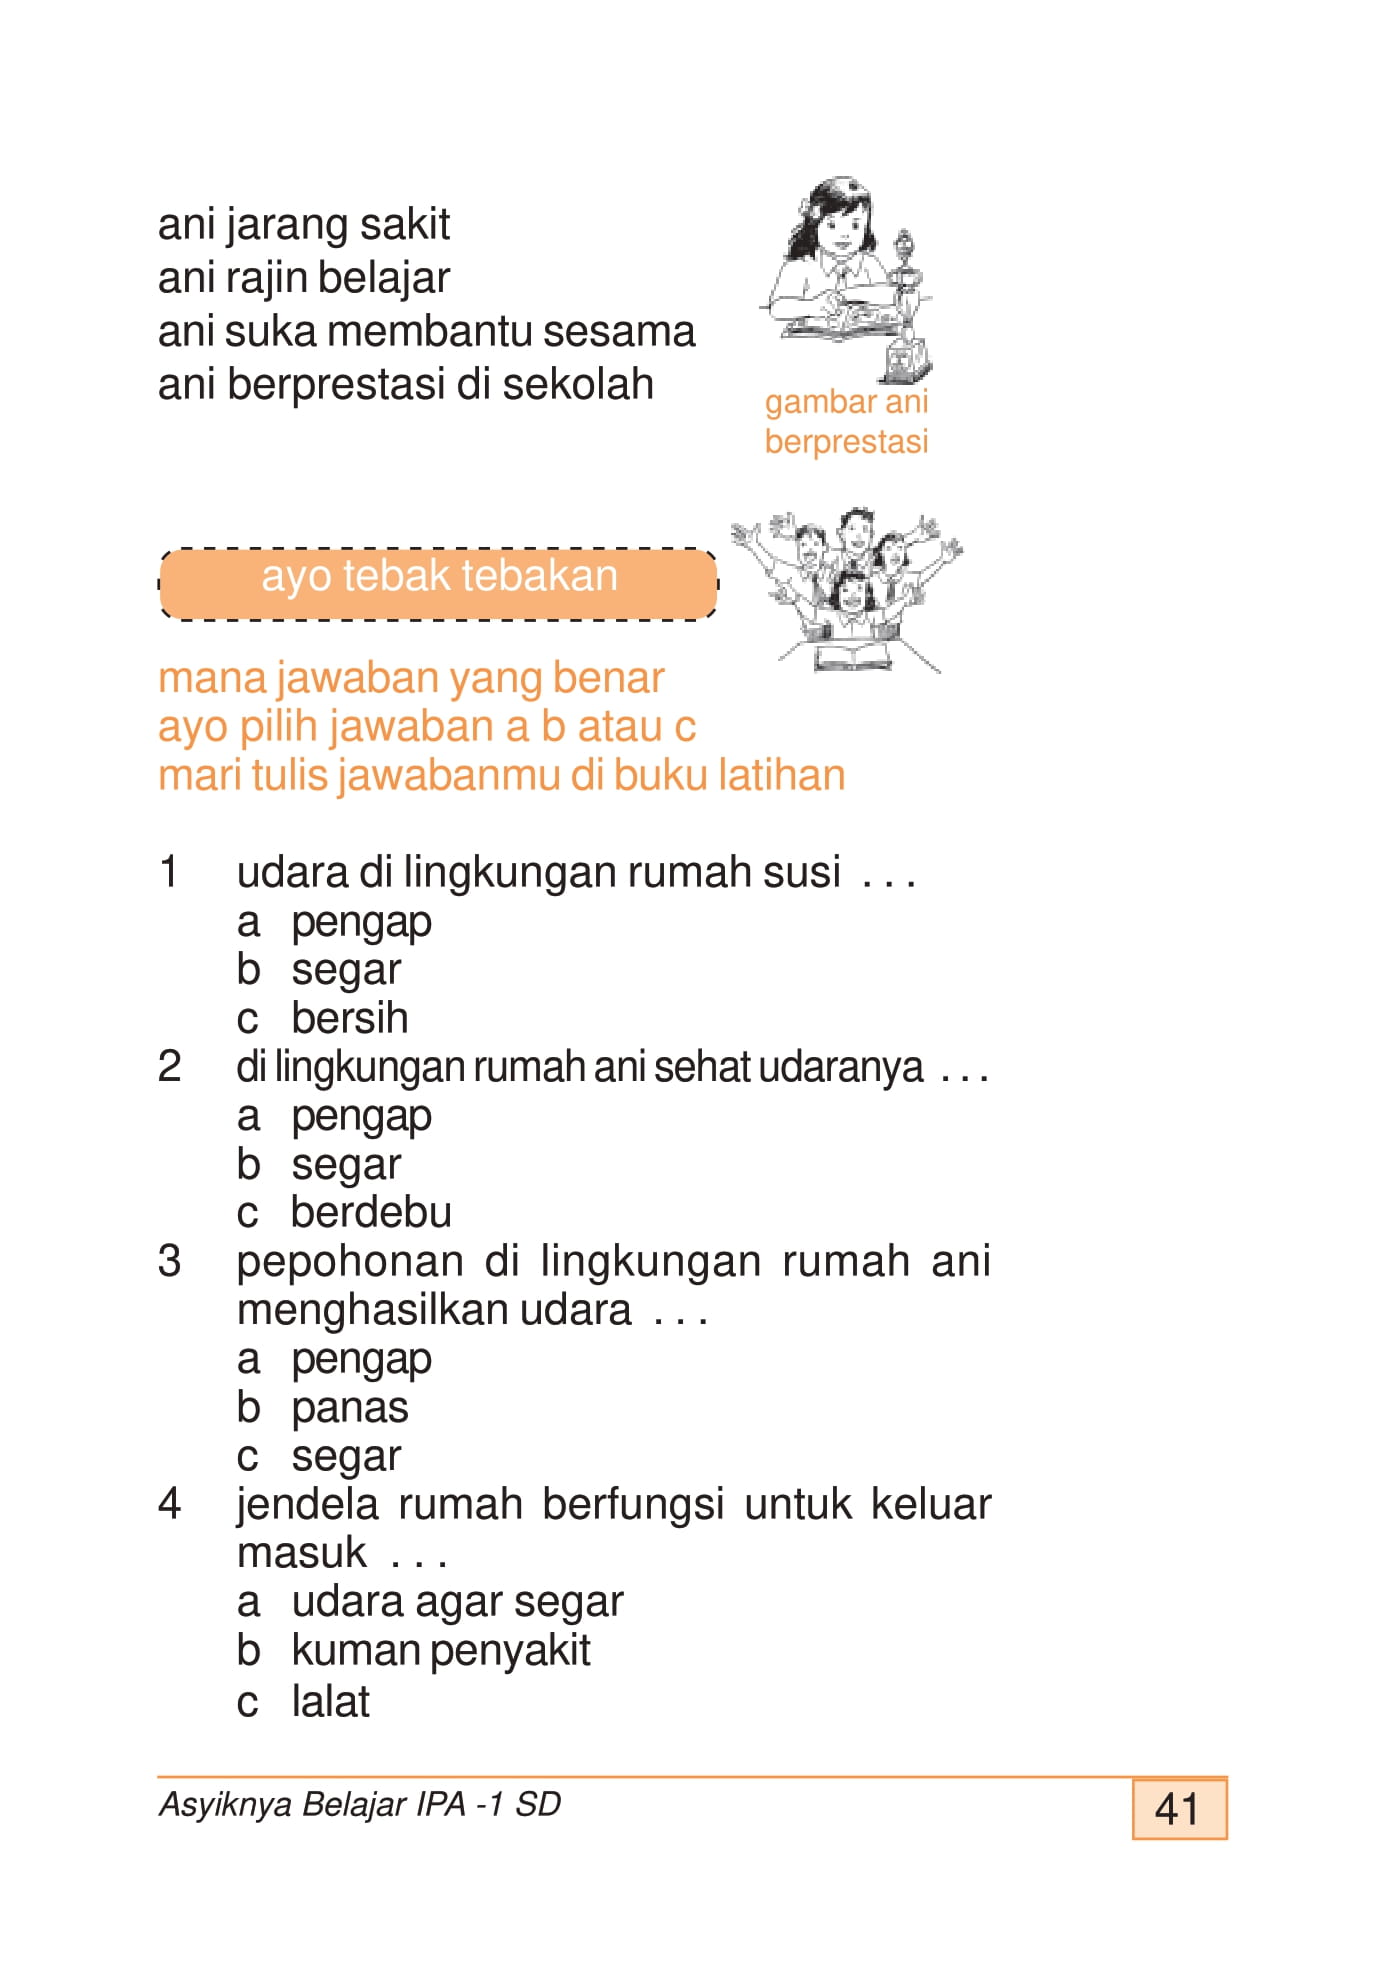 ani jarang sakit
ani rajin belajar
ani suka membantu sesama
ani berprestasi di sekolah
gambar ani
berprestasi
ayo tebak tebakan
mana jawaban yang benar
ayo pilih jawaban a b atau c
mari tulis jawabanmu di buku latihan
1 udara di lingkungan rumah susi . . .
a pengap
b segar
c bersih
2 di lingkungan rumah ani sehat udaranya . . .
a pengap
b segar
c berdebu
3 pepohonan di lingkungan rumah ani
menghasilkan udara . . .
a pengap
b panas
c segar
4 jendela rumah berfungsi untuk keluar
masuk . . .
a udara agar segar
b kuman penyakit
c lalat
Asyiknya Belajar IPA -1 SD
41